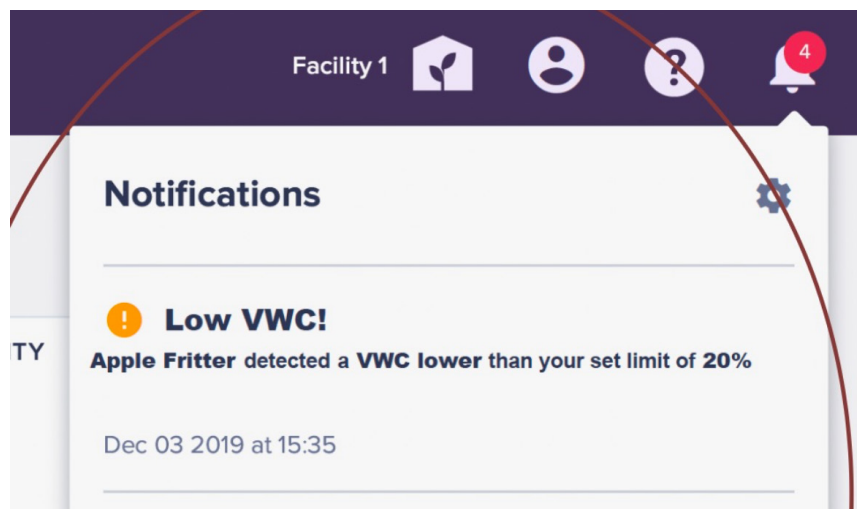 Facility 1
?
4
Notifications
!
Low VWC!
TY
Apple Fritter detected a VWC lower than your set limit of 20%
Dec 03 2019 at 15:35